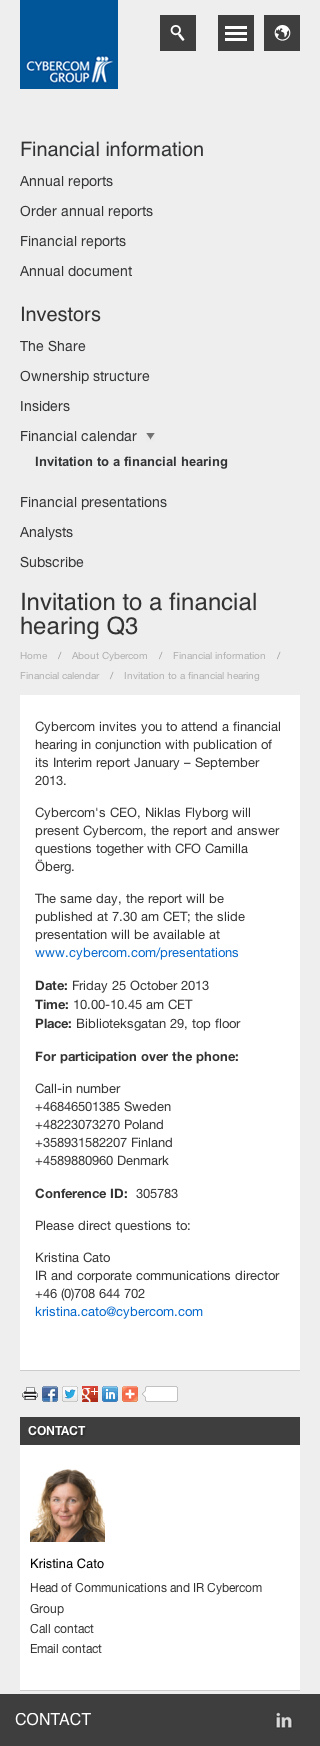 CYBERCOM
GROUP
Financial information
Annual reports
Order annual reports
Financial reports
Annual document
Investors
The Share
Ownership structure
Insiders
Financial calendar
Invitation to a financial hearing
Financial presentations
Analysts
Subscribe
Invitation to a financial
hearing Q3
Home / About Cybercom / Financial information /
Financial calendar / Invitation to a financial hearing
Cybercom invites you to attend a financial
hearing in conjunction with publication of
its Interim report January – September
2013.
Cybercom's CEO, Niklas Flyborg will
present Cybercom, the report and answer
questions together with CFO Camilla
Öberg.
The same day, the report will be
published at 7.30 am CET; the slide
presentation will be available at
www.cybercom.com/presentations
Date: Friday 25 October 2013
Time: 10.00-10.45 am CET
Place: Biblioteksgatan 29, top floor
For participation over the phone:
Call-in number
+46846501385 Sweden
+48223073270 Poland
+358931582207 Finland
+4589880960 Denmark
Conference ID: 305783
Please direct questions to:
Kristina Cato
IR and corporate communications director
+46 (0)708 644 702
kristina.cato@cybercom.com
CONTACT
Kristina Cato
Head of Communications and IR Cybercom
Group
Call contact
Email contact
CONTACT